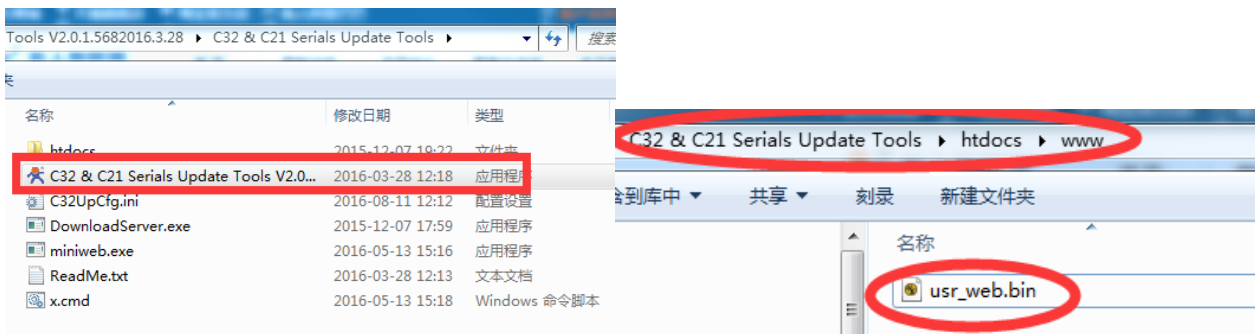 Tools V2.0.1.5682016.3.28 ▸ C32 & C21 Serials Update Tools ▸
搜索
夹
名称 修改日期 类型
htdocs 2015-12-07 19:22 文件夹
C32 & C21 Serials Update Tools V2.0... 2016-03-28 12:18 应用程序
C32UpCfg.ini 2016-08-11 12:12 配置设置
DownloadServer.exe 2015-12-07 17:59 应用程序
miniweb.exe 2016-05-13 15:16 应用程序
ReadMe.txt 2016-03-28 12:13 文本文档
x.cmd 2016-05-13 15:18 Windows 命令脚本
C32 & C21 Serials Update Tools ▸ htdocs ▸ www
含到库中 共享 刻录 新建文件夹
名称
usr_web.bin